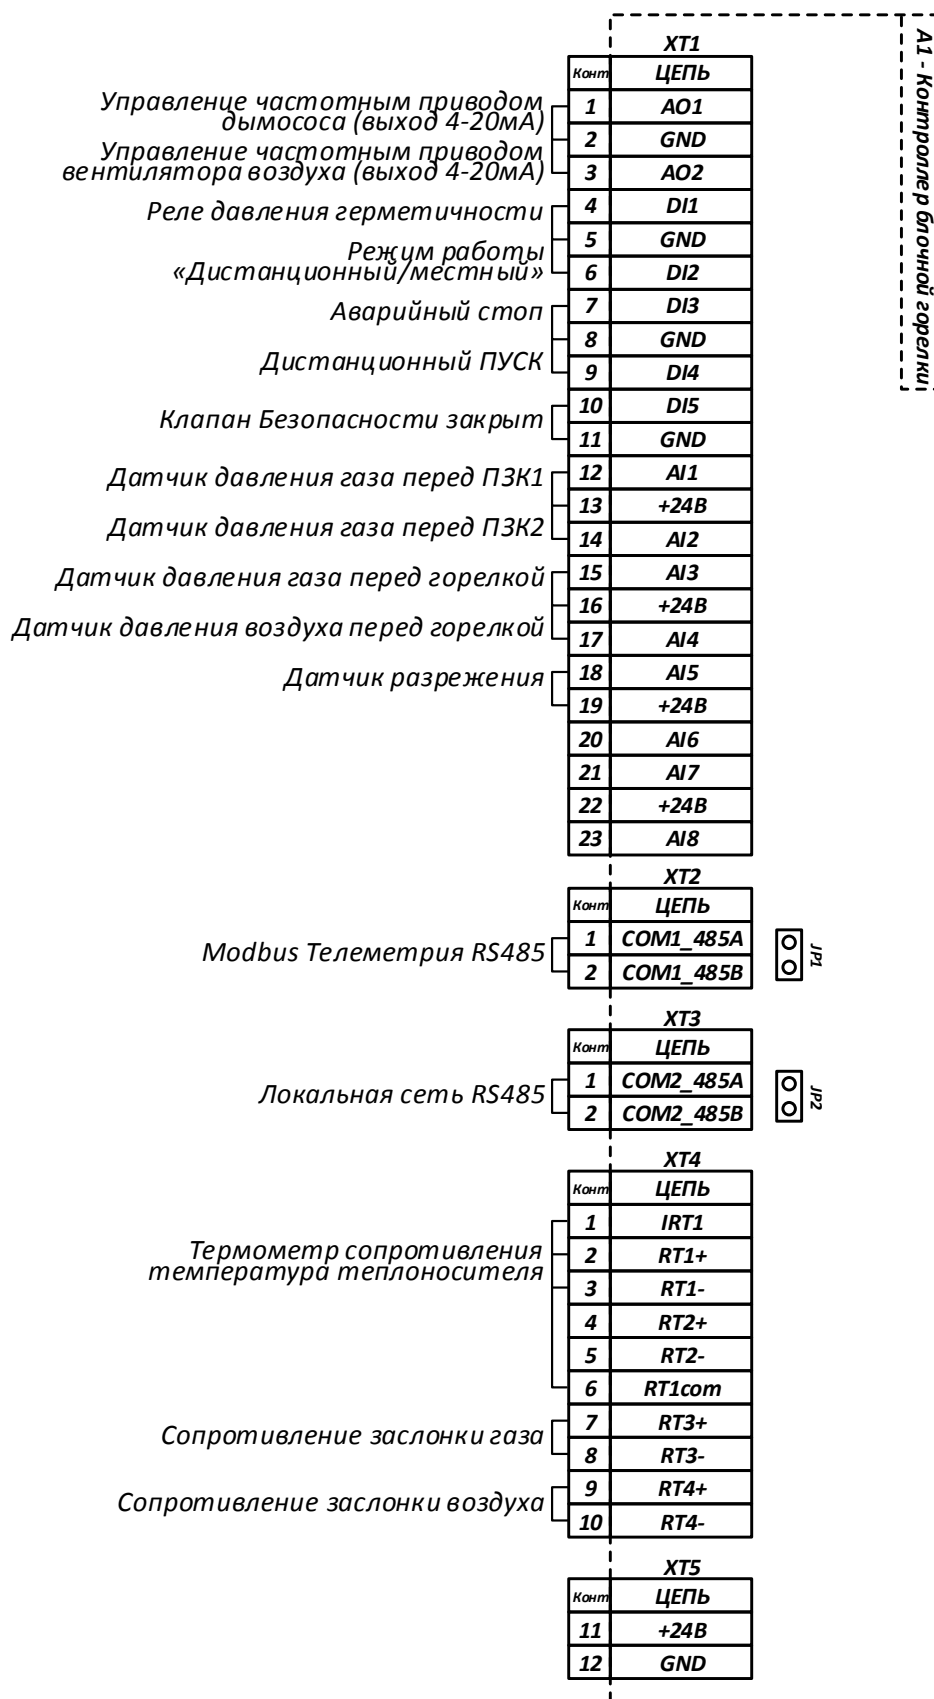 А1 - Контроллер блочной горелки
XT1
Конт ЦЕПЬ
Управление частотным приводом
дымососа (выход 4-20мА)
1 AO1
2 GND
Управление частотным приводом
вентилятора воздуха (выход 4-20мА)
3 AO2
Реле давления герметичности
4 DI1
5 GND
Режим работы
«Дистанционный/местный»
6 DI2
Аварийный стоп
7 DI3
8 GND
Дистанционный ПУСК
9 DI4
Клапан Безопасности закрыт
10 DI5
11 GND
Датчик давления газа перед ПЗК1
12 AI1
13 +24В
Датчик давления газа перед ПЗК2
14 AI2
Датчик давления газа перед горелкой
15 AI3
16 +24В
Датчик давления воздуха перед горелкой
17 AI4
Датчик разрежения
18 AI5
19 +24В
20 AI6
21 AI7
22 +24В
23 AI8
XT2
Конт ЦЕПЬ
Modbus Телеметрия RS485
1 COM1_485A
2 COM1_485B
JP1
XT3
Конт ЦЕПЬ
Локальная сеть RS485
1 COM2_485A
2 COM2_485B
JP2
XT4
Конт ЦЕПЬ
1 IRT1
Термометр сопротивления
температура теплоносителя
2 RT1+
3 RT1-
4 RT2+
5 RT2-
6 RT1com
Сопротивление заслонки газа
7 RT3+
8 RT3-
Сопротивление заслонки воздуха
9 RT4+
10 RT4-
XT5
Конт ЦЕПЬ
11 +24В
12 GND